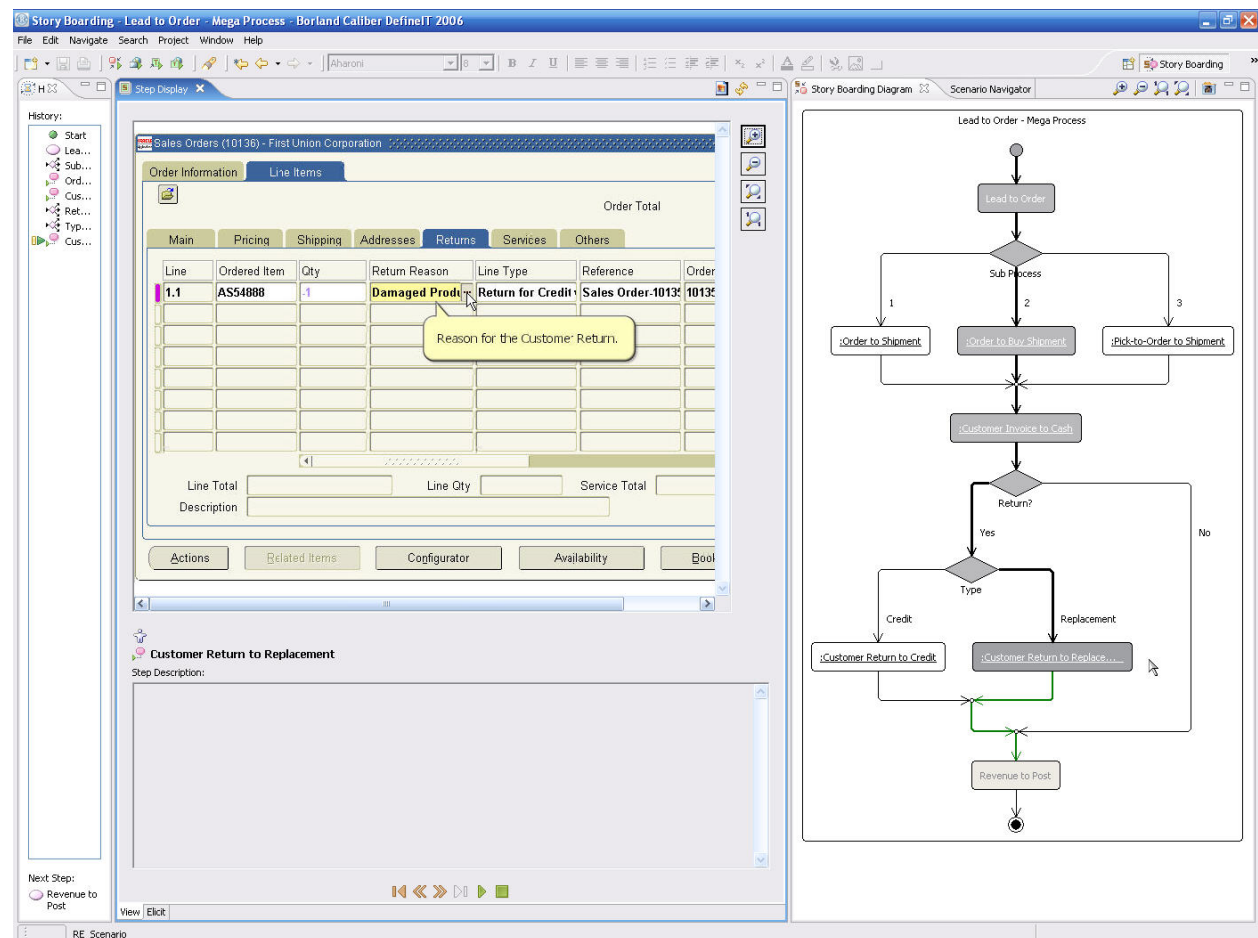 Story Boarding - Lead to Order - Mega Process - Borland Caliber DefineIT 2006
File Edit Navigate Search Project Window Help
Aharoni 8 B I U
Story Boarding
H
Step Display
Story Boarding Diagram Scenario Navigator
History:
Start
Lea...
Sub...
Ord...
Cus...
Ret...
Typ...
Cus...
Next Step:
Revenue to
Post
Sales Orders (10136) - First Union Corporation
Order Information Line Items
Order Total
Main Pricing Shipping Addresses Returns Services Others
Line Ordered Item Qty Return Reason Line Type Reference Order
1.1 AS54888 -1 Damaged Produ Return for Credit Sales Order-10135 10135
Reason for the Customer Return.
Line Total Line Qty Service Total
Description
Actions Related Items Configurator Availability Book
Customer Return to Replacement
Step Description:
View Elicit
RE_Scenario
Lead to Order - Mega Process
Lead to Order
Sub Process
1 2 3
:Order to Shipment :Order to Buy Shipment :Pick-to-Order to Shipment
:Customer Invoice to Cash
Return?
Yes No
Type
Credit Replacement
:Customer Return to Credit :Customer Return to Replace...
Revenue to Post